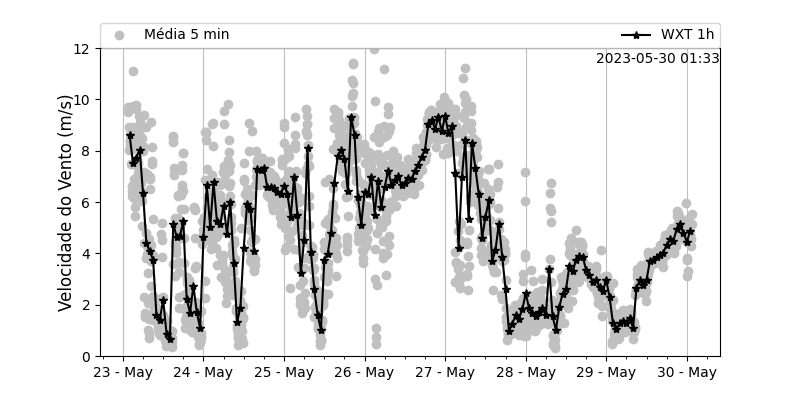 Média 5 min WXT 1h
2023-05-30 01:33
Velocidade do Vento (m/s)
12
10
8
6
4
2
0
23 - May 24 - May 25 - May 26 - May 27 - May 28 - May 29 - May 30 - May